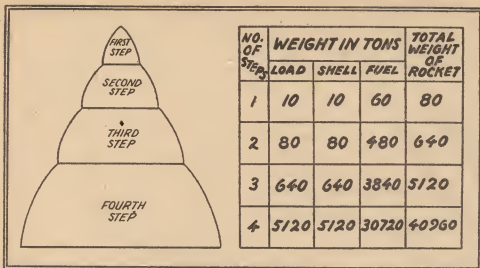 FIRST
STEP
SECOND
STEP
THIRD
STEP
FOURTH
STEP
NO. OF STEPS WEIGHT IN TONS TOTAL WEIGHT OF ROCKET
LOAD SHELL FUEL
1 10 10 60 80
2 80 80 480 640
3 640 640 3840 5120
4 5120 5120 30720 40960